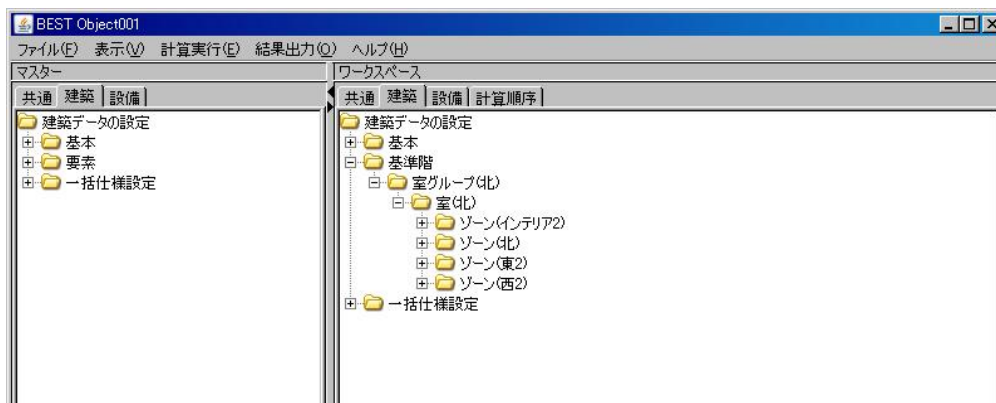 BEST Object001
ファイル(F) 表示(V) 計算実行(E) 結果出力(O) ヘルプ(H)
マスター
共通 建築 設備
建築データの設定
基本
要素
一括仕様設定
ワークスペース
共通 建築 設備 計算順序
建築データの設定
基本
基準階
室グループ(北)
室(北)
ゾーン(インテリア2)
ゾーン(北)
ゾーン(東2)
ゾーン(西2)
一括仕様設定